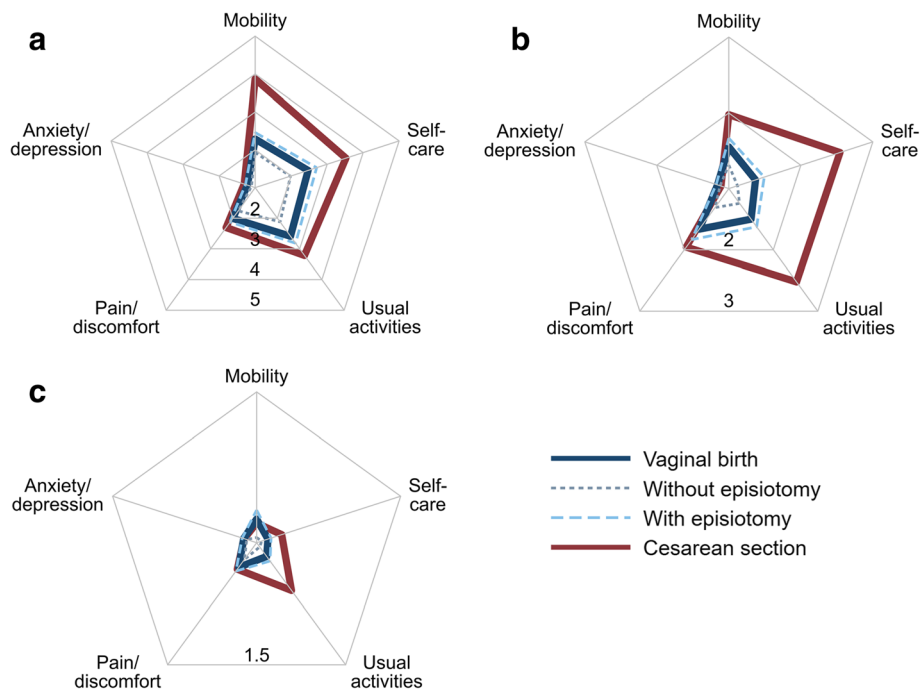 a
Mobility
Self-
care
Usual
activities
Pain/
discomfort
Anxiety/
depression
2
3
4
5
b
Mobility
Self-
care
Usual
activities
Pain/
discomfort
Anxiety/
depression
2
3
c
Mobility
Self-
care
Usual
activities
Pain/
discomfort
Anxiety/
depression
1.5
Vaginal birth
Without episiotomy
With episiotomy
Cesarean section